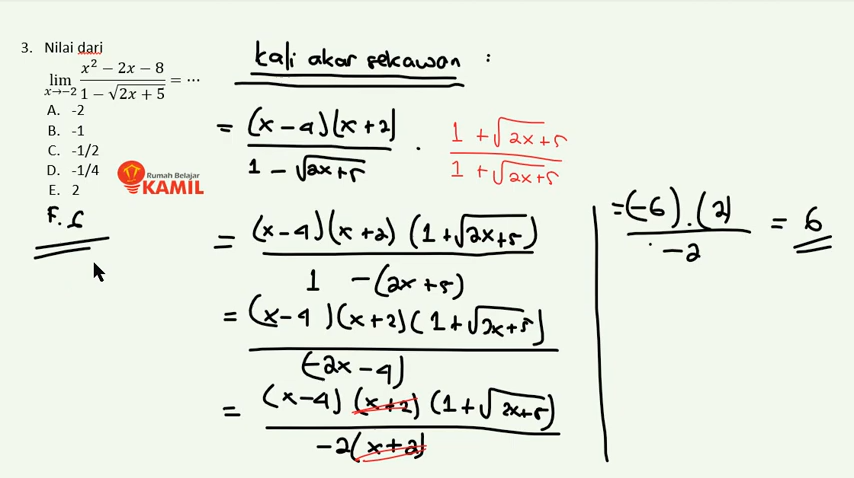 3. Nilai dari
lim x→-2 (x² − 2x − 8)/(1 − √(2x + 5)) = ···
A. -2
B. -1
C. -1/2
D. -1/4
E. 2
F. 6
Rumah Belajar
KAMIL
kali akar sekawan :
= (x-4)(x+2)/(1 - √(2x+5)) · (1+√(2x+5))/(1+√(2x+5))
= (x-4)(x+2)(1+√(2x+5))/(1 -(2x+5))
= (x-4)(x+2)(1+√(2x+5))/(-2x-4)
= (x-4)(x+2)(1+√(2x+5))/(-2(x+2))
= (-6).(2)/(-2) = 6